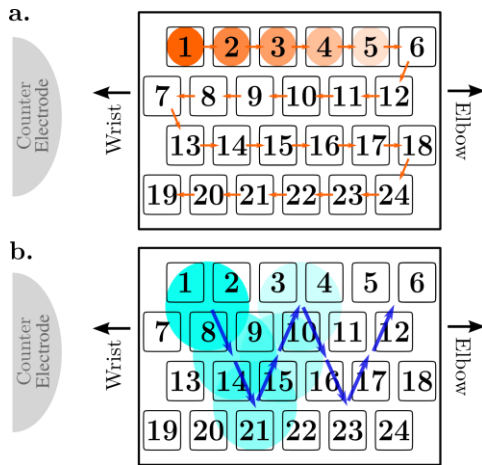 a.
1 2 3 4 5 6
7 8 9 10 11 12
13 14 15 16 17 18
19 20 21 22 23 24
Counter
Electrode
Wrist
Elbow
b.
1 2 3 4 5 6
7 8 9 10 11 12
13 14 15 16 17 18
19 20 21 22 23 24
Counter
Electrode
Wrist
Elbow